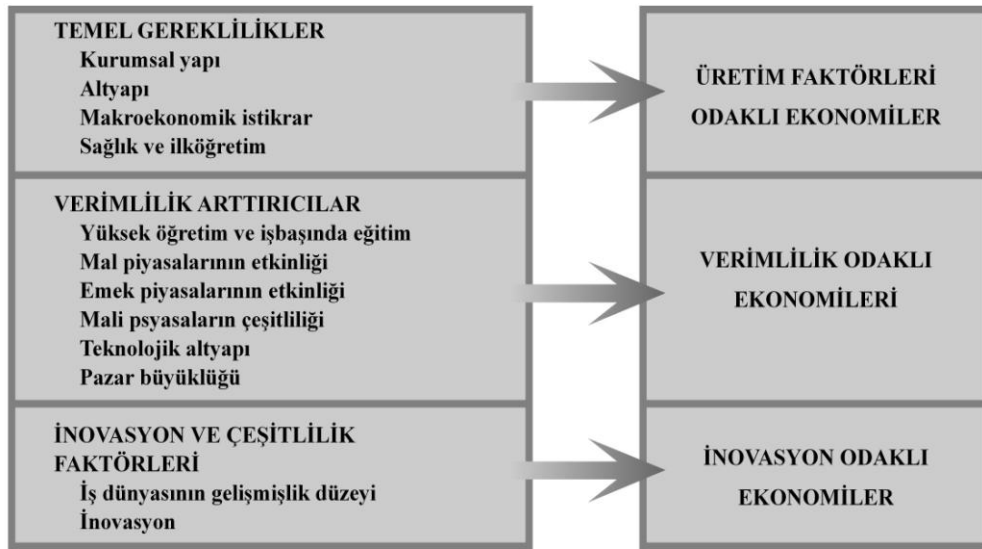 TEMEL GEREKLİLİKLER
Kurumsal yapı
Altyapı
Makroekonomik istikrar
Sağlık ve ilköğretim
ÜRETİM FAKTÖRLERİ
ODAKLI EKONOMİLER
VERİMLİLİK ARTTIRICILAR
Yüksek öğretim ve işbaşında eğitim
Mal piyasalarının etkinliği
Emek piyasalarının etkinliği
Mali psyasaların çeşitliliği
Teknolojik altyapı
Pazar büyüklüğü
VERİMLİLİK ODAKLI
EKONOMİLERİ
İNOVASYON VE ÇEŞİTLİLİK
FAKTÖRLERİ
İş dünyasının gelişmişlik düzeyi
İnovasyon
İNOVASYON ODAKLI
EKONOMİLER